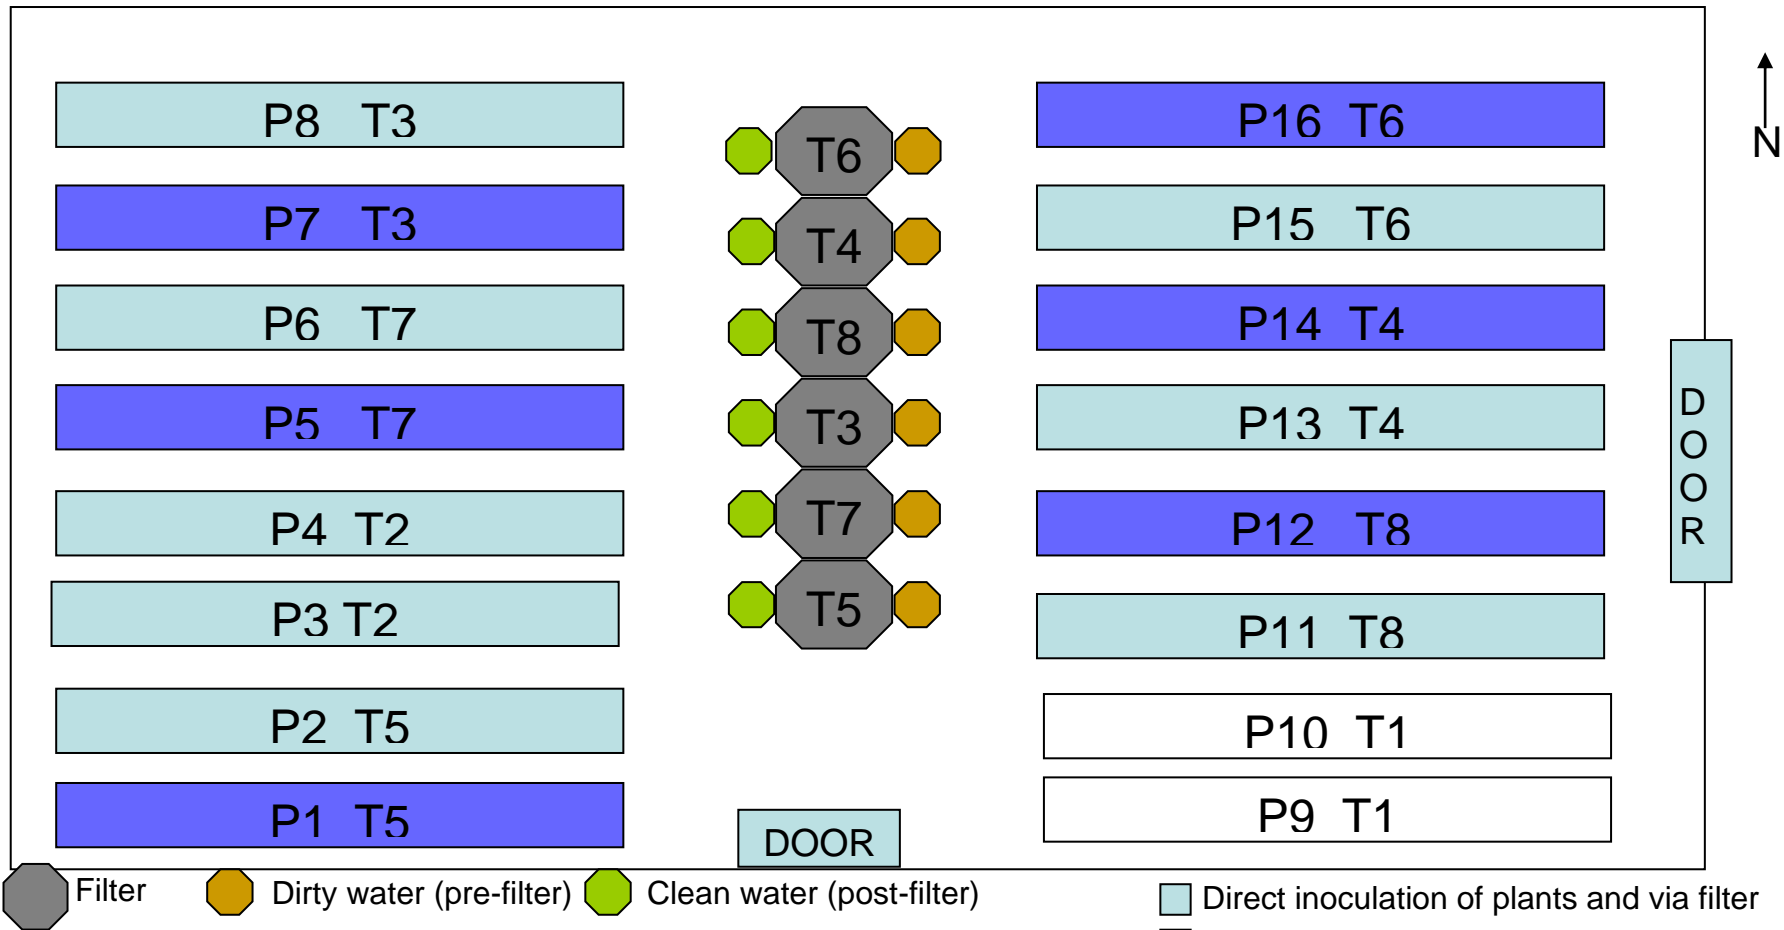 P8 T3
P7 T3
P6 T7
P5 T7
P4 T2
P3 T2
P2 T5
P1 T5
T6
T4
T8
T3
T7
T5
P16 T6
P15 T6
P14 T4
P13 T4
P12 T8
P11 T8
P10 T1
P9 T1
N
DOOR
DOOR
Filter
Dirty water (pre-filter)
Clean water (post-filter)
Direct inoculation of plants and via filter